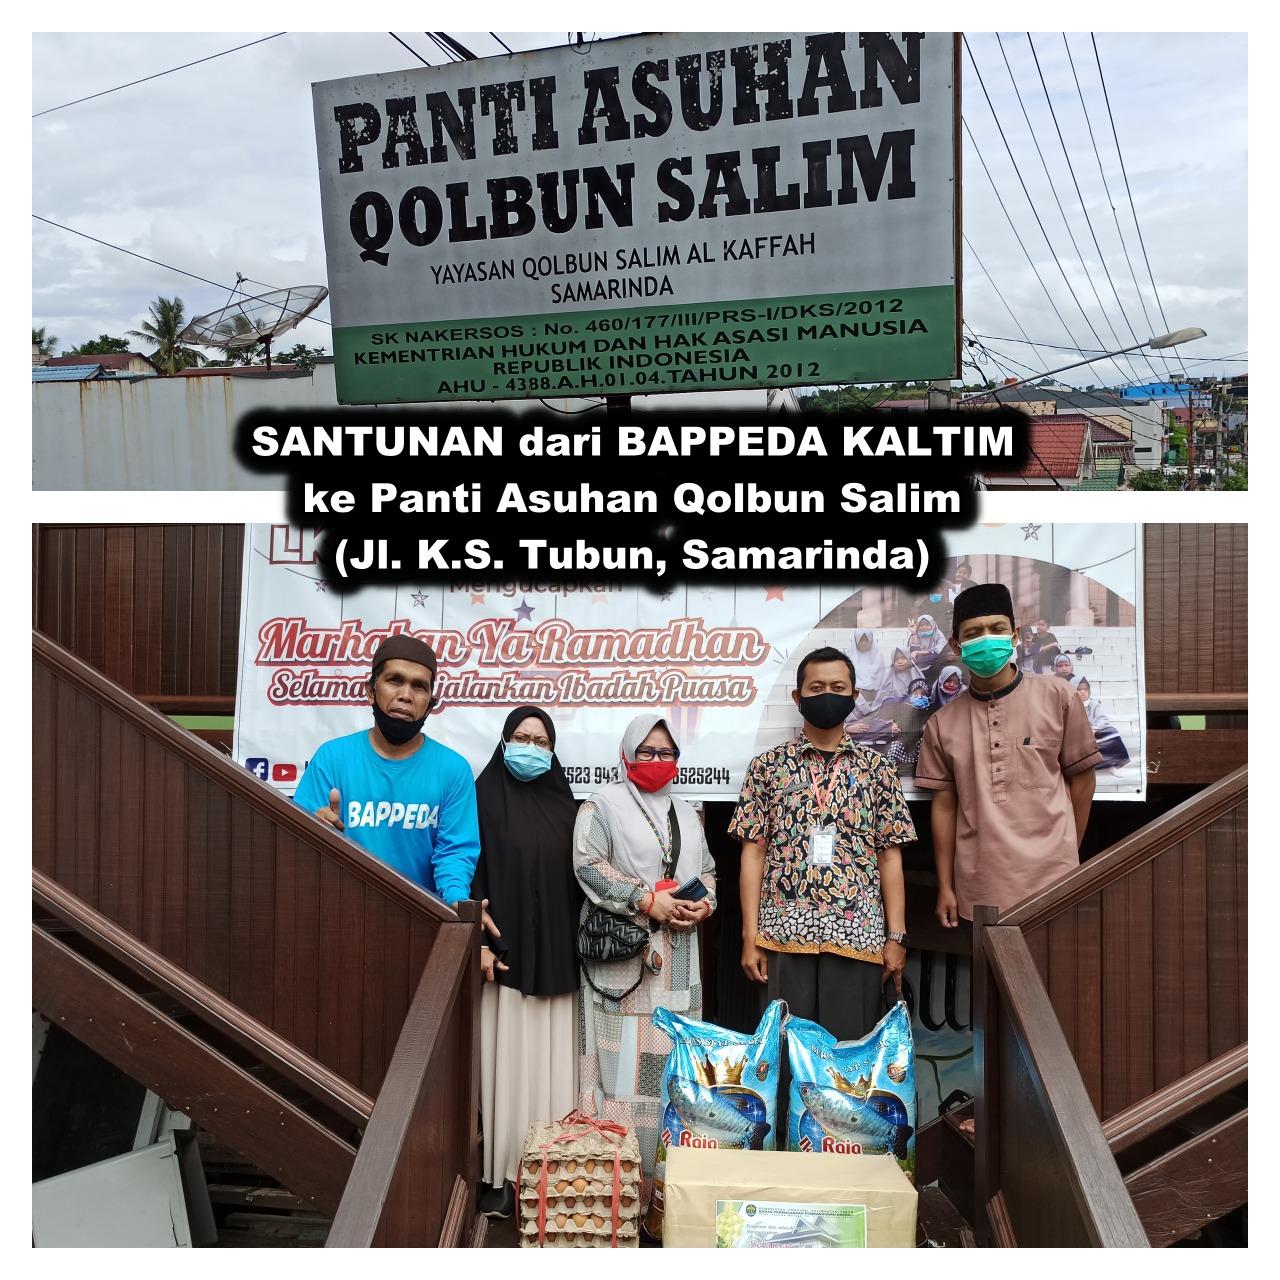 PANTI ASUHAN
QOLBUN SALIM
YAYASAN QOLBUN SALIM AL KAFFAH
SAMARINDA
SK NAKERSOS : No. 460/177/III/PRS-I/DKS/2012
KEMENTRIAN HUKUM DAN HAK ASASI MANUSIA
REPUBLIK INDONESIA
AHU - 4388.A.H.01.04.TAHUN 2012
SANTUNAN dari BAPPEDA KALTIM
ke Panti Asuhan Qolbun Salim
(Jl. K.S. Tubun, Samarinda)
Mengucapkan
Marhaban Ya Ramadhan
Ibadah Puasa
BAPPEDA
Raja
Raja